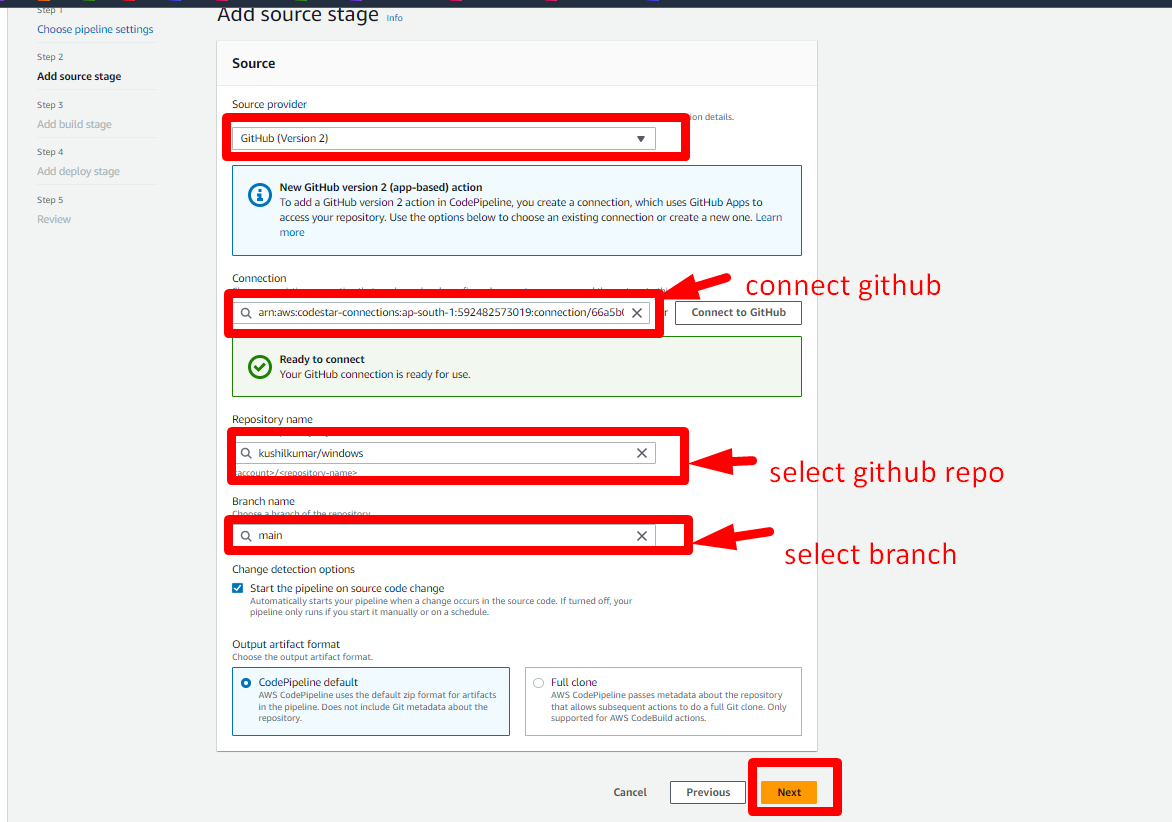 Step 1
Choose pipeline settings
Step 2
Add source stage
Step 3
Add build stage
Step 4
Add deploy stage
Step 5
Review
Add source stage Info
Source
Source provider
ion details.
GitHub (Version 2)
New GitHub version 2 (app-based) action
To add a GitHub version 2 action in CodePipeline, you create a connection, which uses GitHub Apps to
access your repository. Use the options below to choose an existing connection or create a new one. Learn
more
Connection
connect github
arn:aws:codestar-connections:ap-south-1:592482573019:connection/66a5b0
r
Connect to GitHub
Ready to connect
Your GitHub connection is ready for use.
Repository name
kushilkumar/windows
<account>/<repository-name>
select github repo
Branch name
Choose a branch of the repository
main
select branch
Change detection options
Start the pipeline on source code change
Automatically starts your pipeline when a change occurs in the source code. If turned off, your
pipeline only runs if you start it manually or on a schedule.
Output artifact format
Choose the output artifact format.
CodePipeline default
AWS CodePipeline uses the default zip format for artifacts
in the pipeline. Does not include Git metadata about the
repository.
Full clone
AWS CodePipeline passes metadata about the repository
that allows subsequent actions to do a full Git clone. Only
supported for AWS CodeBuild actions.
Cancel
Previous
Next